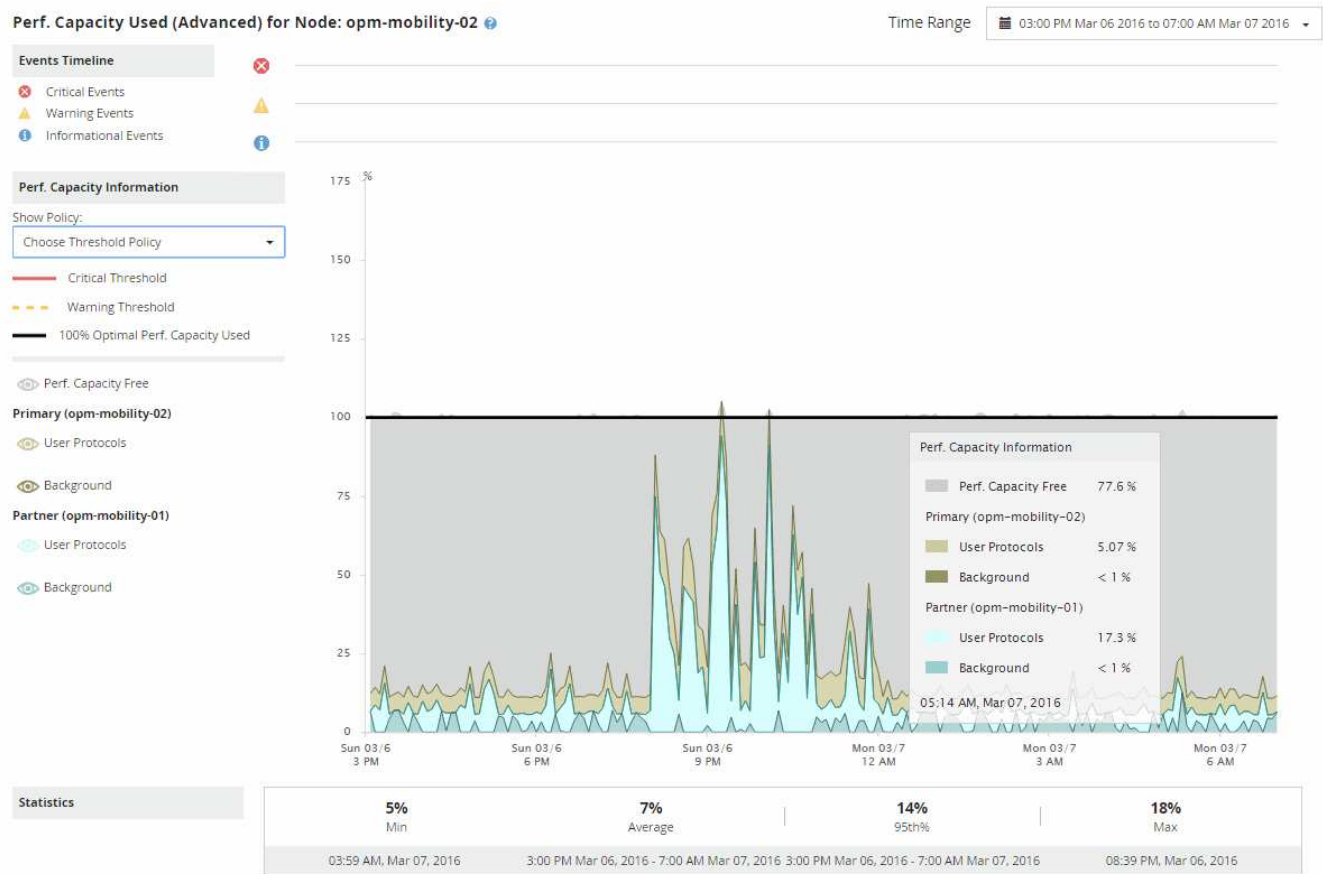 Perf. Capacity Used (Advanced) for Node: opm-mobility-02 ?
Time Range 03:00 PM Mar 06 2016 to 07:00 AM Mar 07 2016
Events Timeline
Critical Events
Warning Events
Informational Events
Perf. Capacity Information
Show Policy:
Choose Threshold Policy
Critical Threshold
Warning Threshold
100% Optimal Perf. Capacity Used
Perf. Capacity Free
Primary (opm-mobility-02)
User Protocols
Background
Partner (opm-mobility-01)
User Protocols
Background
%
175
150
125
100
75
50
25
0
Sun 03/6 Sun 03/6 Sun 03/6 Mon 03/7 Mon 03/7 Mon 03/7
3 PM 6 PM 9 PM 12 AM 3 AM 6 AM
Perf. Capacity Information
Perf. Capacity Free 77.6 %
Primary (opm-mobility-02)
User Protocols 5.07 %
Background < 1 %
Partner (opm-mobility-01)
User Protocols 17.3 %
Background < 1 %
05:14 AM, Mar 07, 2016
Statistics
5% 7% 14% 18%
Min Average 95th% Max
03:59 AM, Mar 07, 2016 3:00 PM Mar 06, 2016 - 7:00 AM Mar 07, 2016 3:00 PM Mar 06, 2016 - 7:00 AM Mar 07, 2016 08:39 PM, Mar 06, 2016